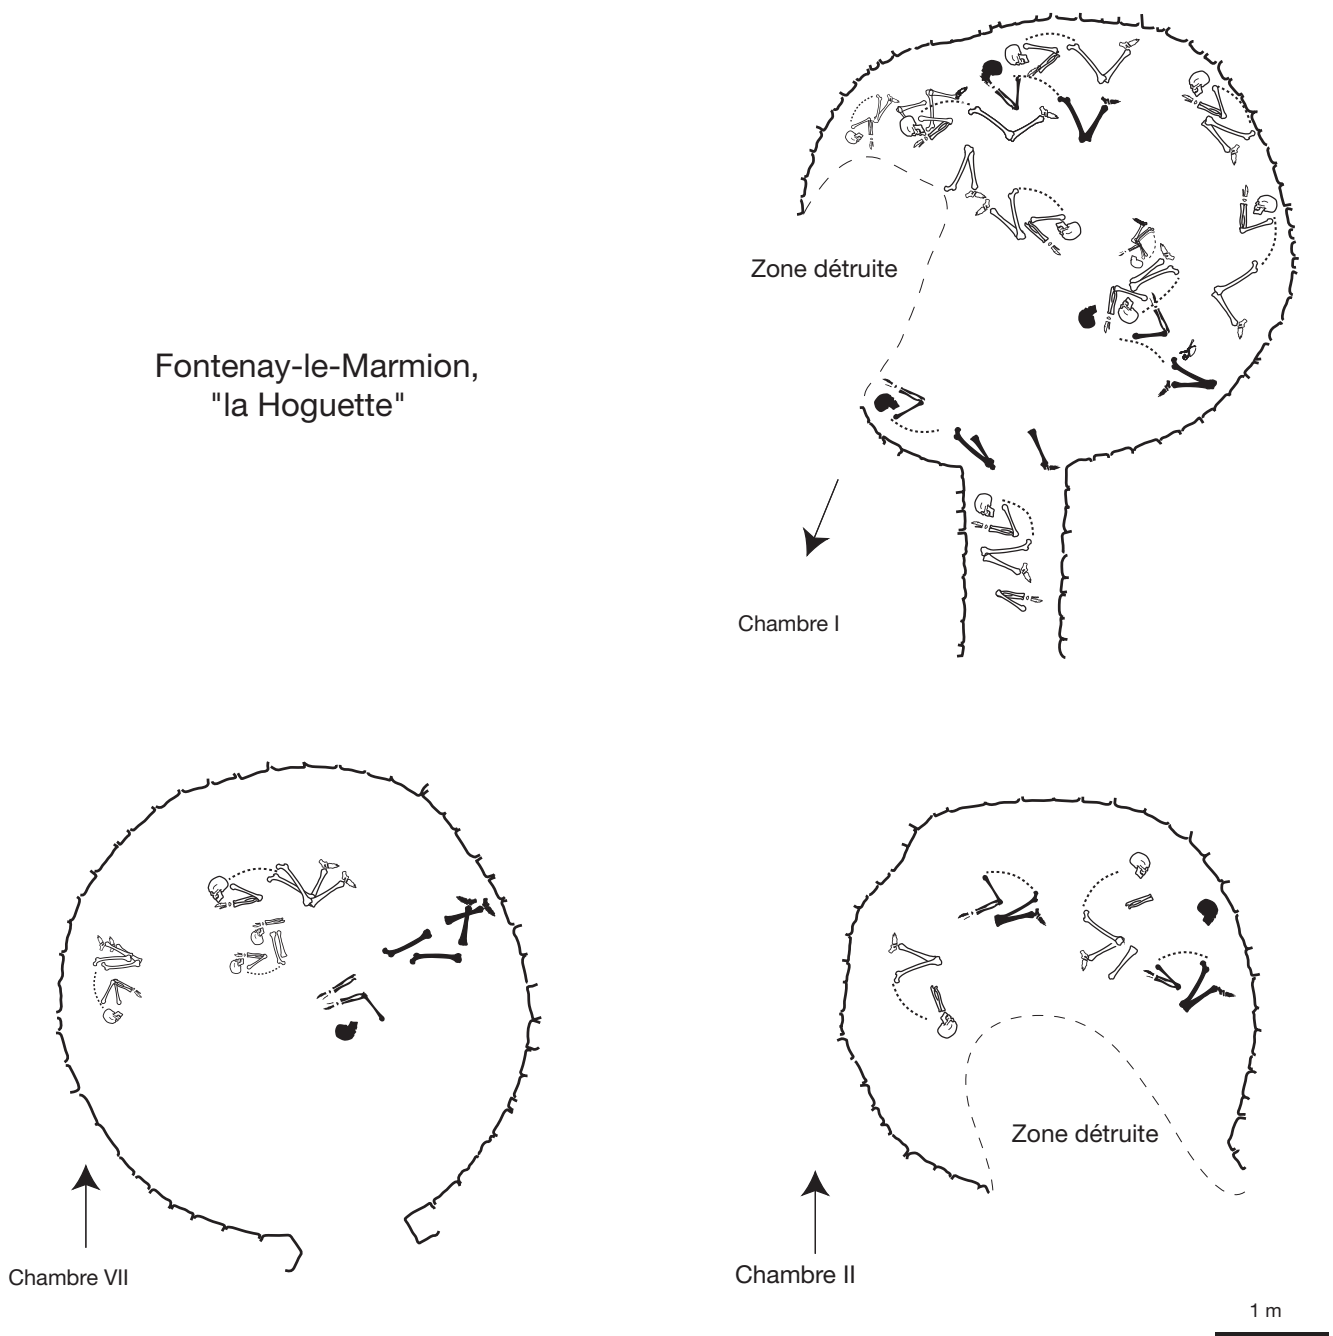 Zone détruite
Fontenay-le-Marmion,
"la Hoguette"
Chambre I
Zone détruite
Chambre VII
Chambre II
1 m